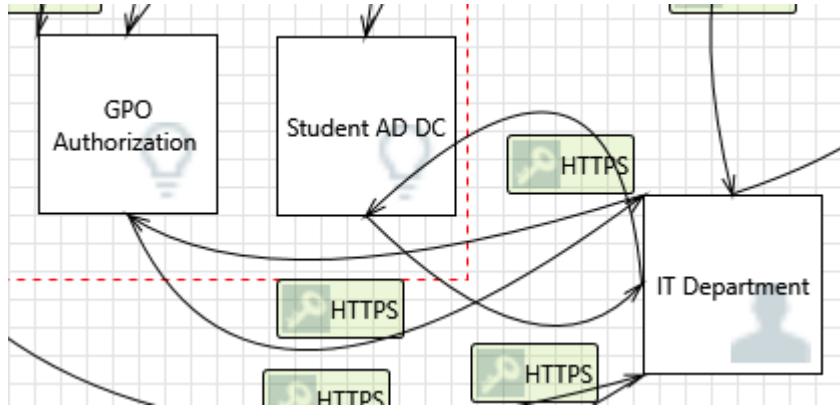 GPO
Authorization
Student AD DC
HTTPS
IT Department
HTTPS
HTTPS
HTTPS